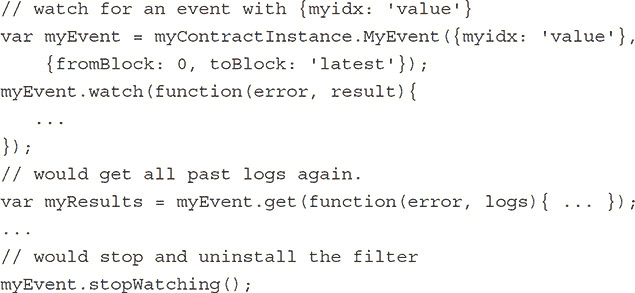 // watch for an event with {myidx: 'value'}
var myEvent = myContractInstance.MyEvent({myidx: 'value'},
    {fromBlock: 0, toBlock: 'latest'});
myEvent.watch(function(error, result){
   ...
});
// would get all past logs again.
var myResults = myEvent.get(function(error, logs){ ... });
...
// would stop and uninstall the filter
myEvent.stopWatching();